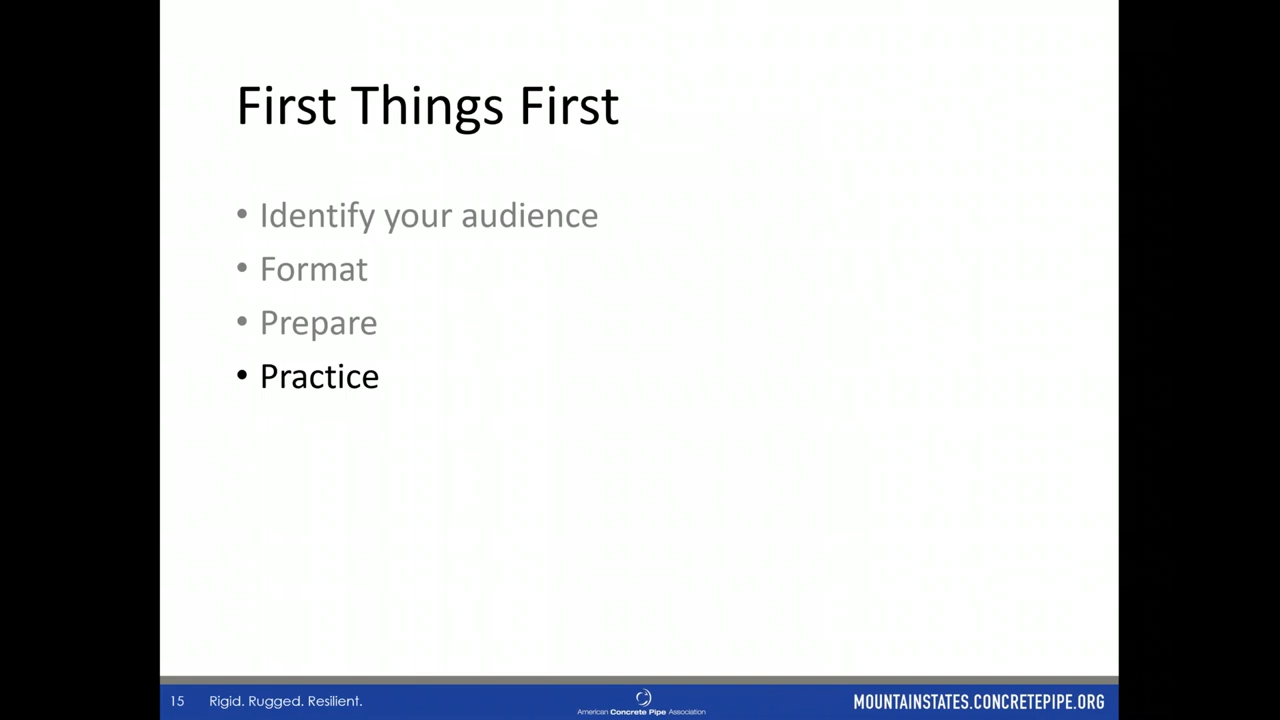 First Things First
• Identify your audience
• Format
• Prepare
• Practice
15 Rigid. Rugged. Resilient.
American Concrete Pipe Association
MOUNTAINSTATES.CONCRETEPIPE.ORG